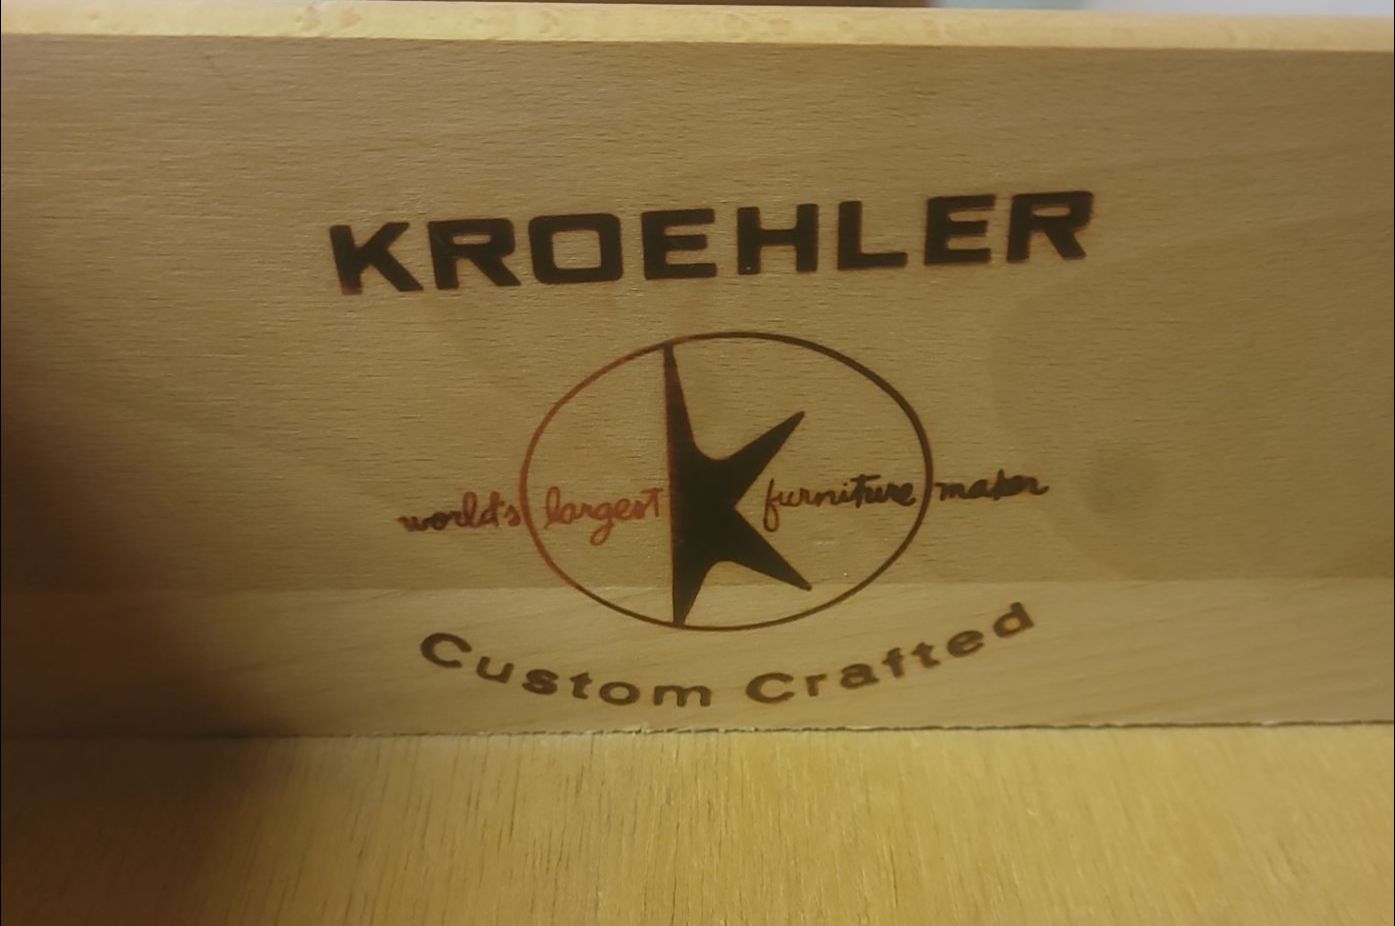 KROEHLER
world's largest furniture maker
Custom Crafted